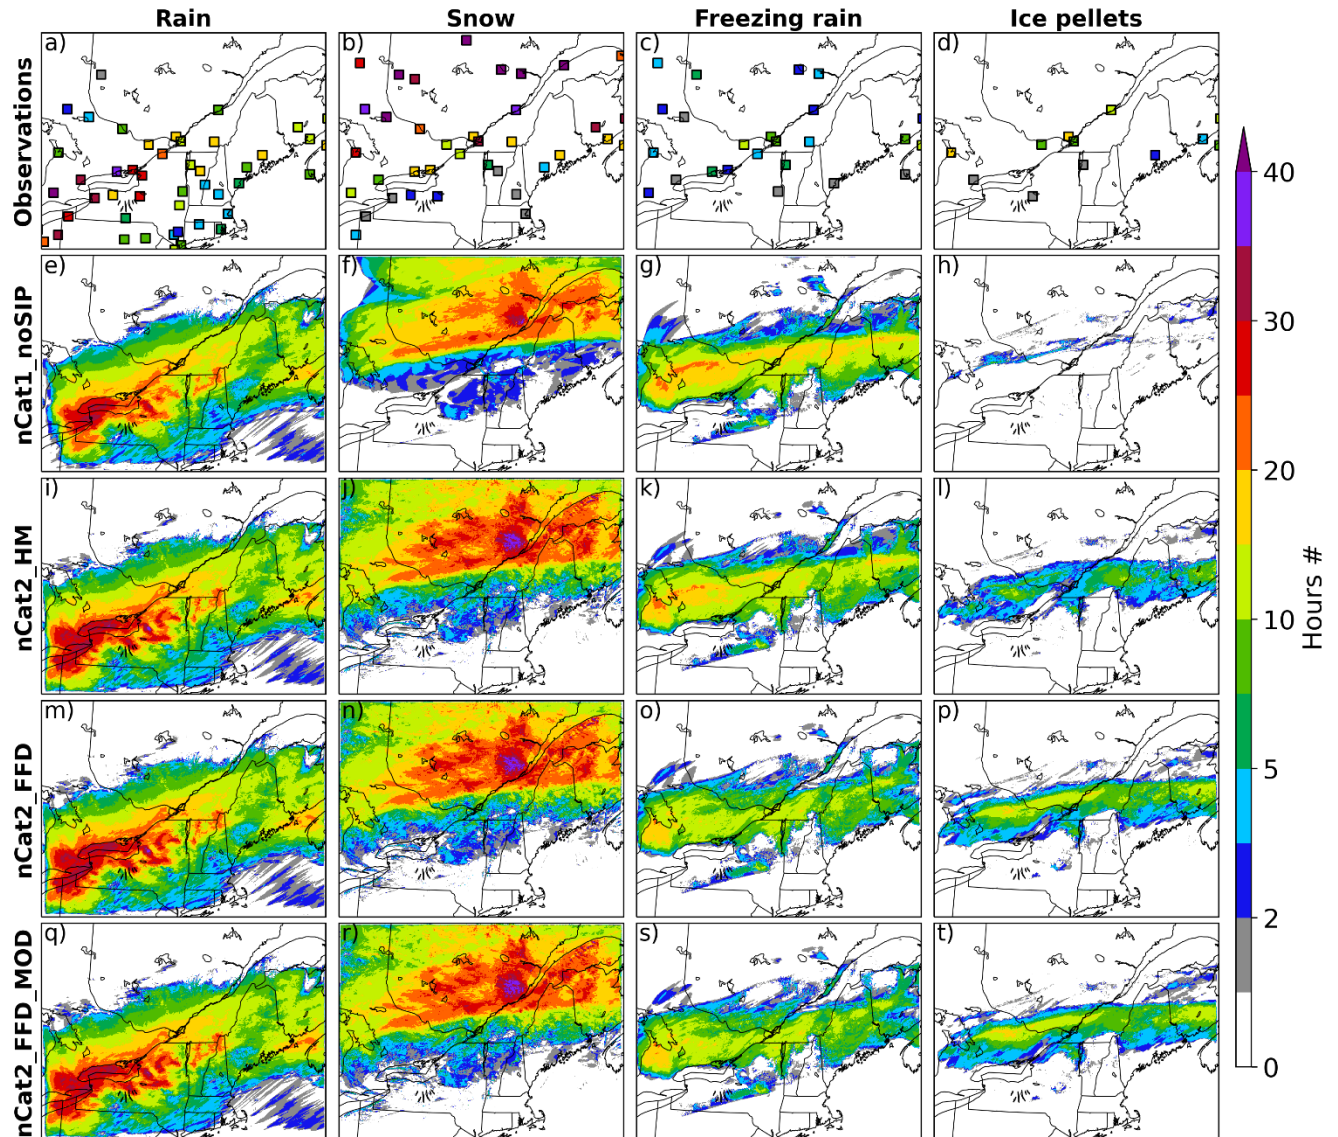 Rain Snow Freezing rain Ice pellets
Observations a) b) c) d)
nCat1_noSIP e) f) g) h)
nCat2_HM i) j) k) l)
nCat2_FFD m) n) o) p)
nCat2_FFD_MOD q) r) s) t)
40
30
20
10
5
2
0
Hours #